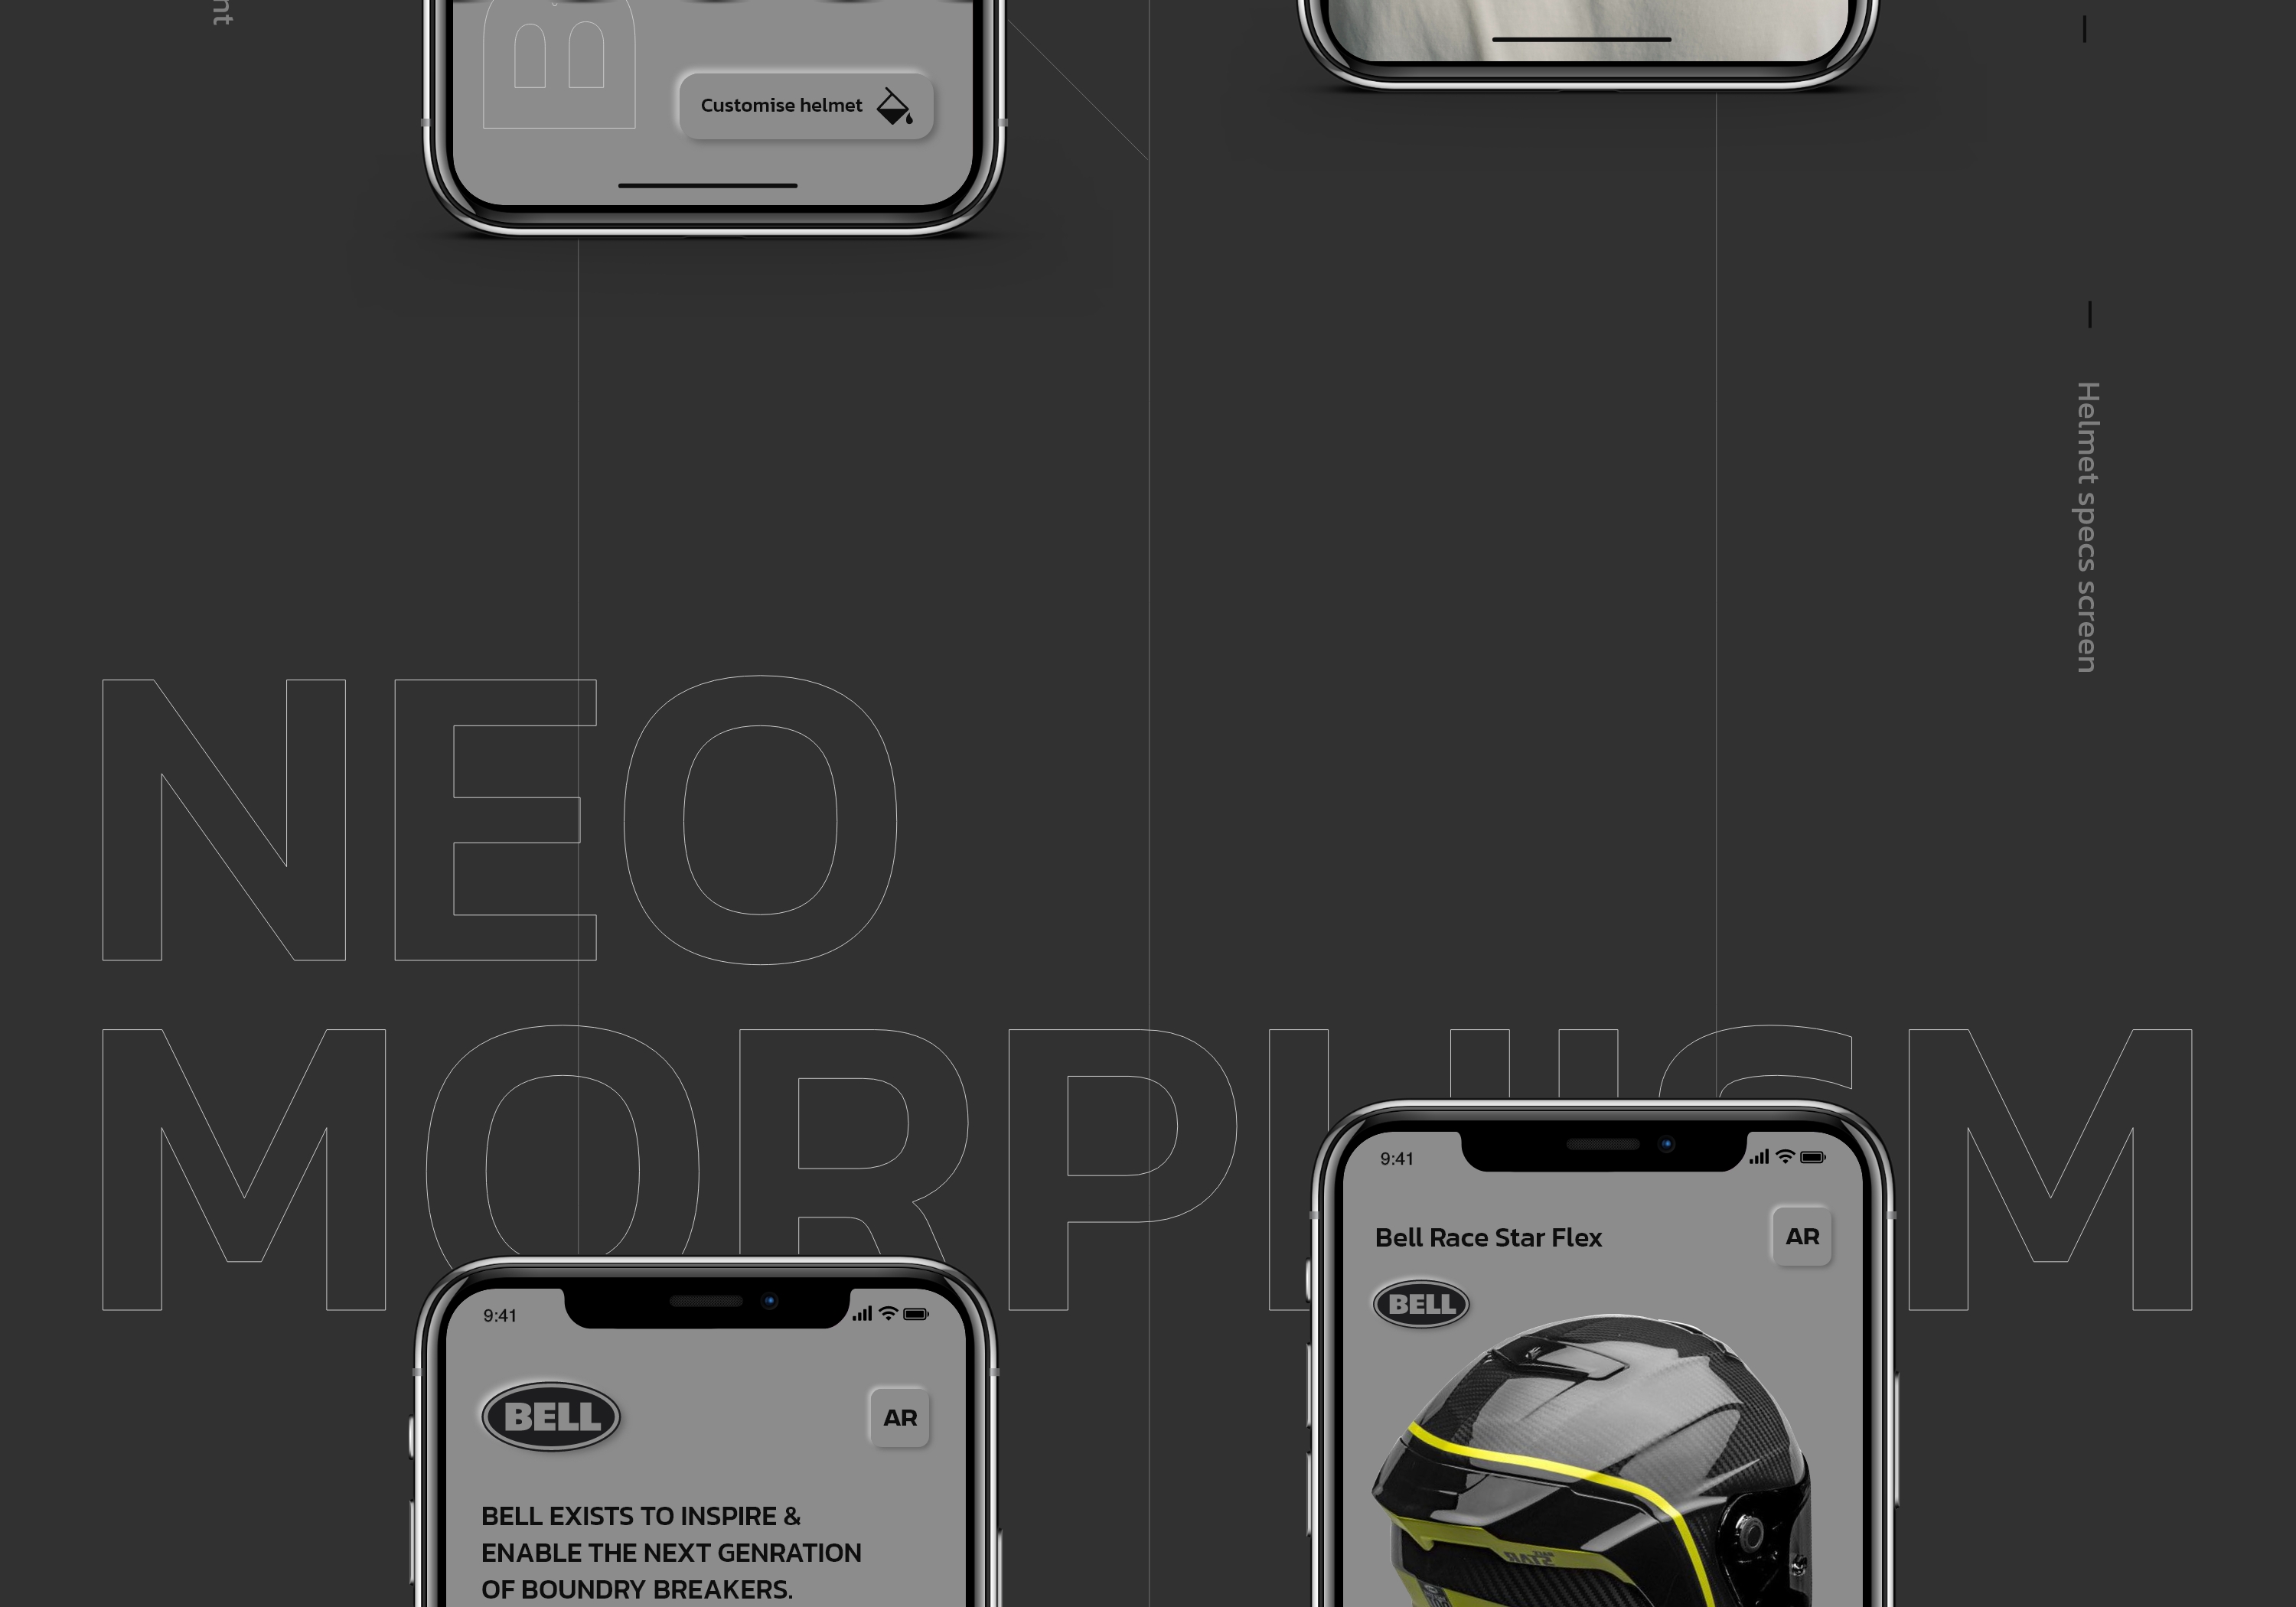 B
Customise helmet
Helmet specs screen
NEO
MORPHISM
9:41
Bell Race Star Flex
AR
BELL
9:41
BELL
AR
BELL EXISTS TO INSPIRE &
ENABLE THE NEXT GENRATION
OF BOUNDRY BREAKERS.